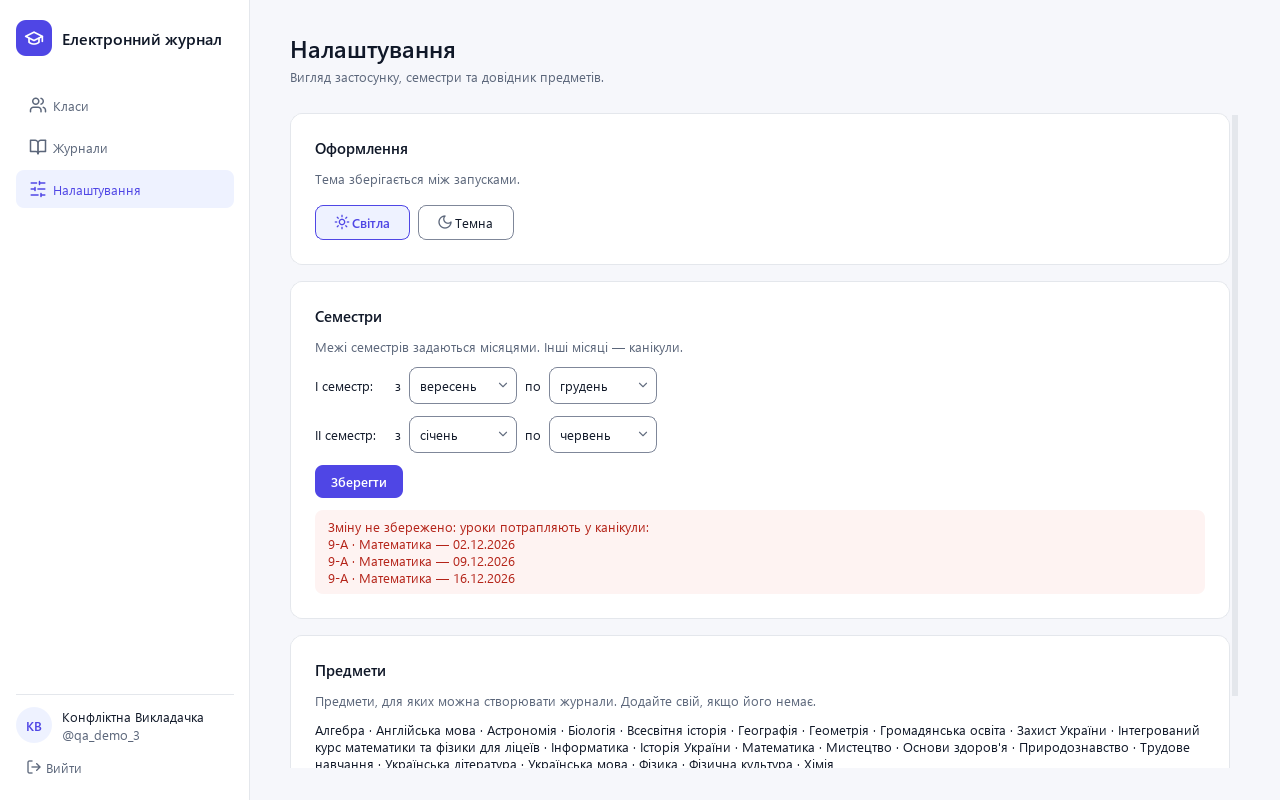 Електронний журнал
Класи
Журнали
Налаштування
КВ
Конфліктна Викладачка
@qa_demo_3
Вийти
Налаштування
Вигляд застосунку, семестри та довідник предметів.
Оформлення
Тема зберігається між запусками.
Світла
Темна
Семестри
Межі семестрів задаються місяцями. Інші місяці — канікули.
I семестр: з вересень по грудень
II семестр: з січень по червень
Зберегти
Зміну не збережено: уроки потрапляють у канікули:
9-А · Математика — 02.12.2026
9-А · Математика — 09.12.2026
9-А · Математика — 16.12.2026
Предмети
Предмети, для яких можна створювати журнали. Додайте свій, якщо його немає.
Алгебра · Англійська мова · Астрономія · Біологія · Всесвітня історія · Географія · Геометрія · Громадянська освіта · Захист України · Інтегрований
курс математики та фізики для ліцеїв · Інформатика · Історія України · Математика · Мистецтво · Основи здоров'я · Природознавство · Трудове
навчання · Українська література · Українська мова · Фізика · Фізична культура · Хімія